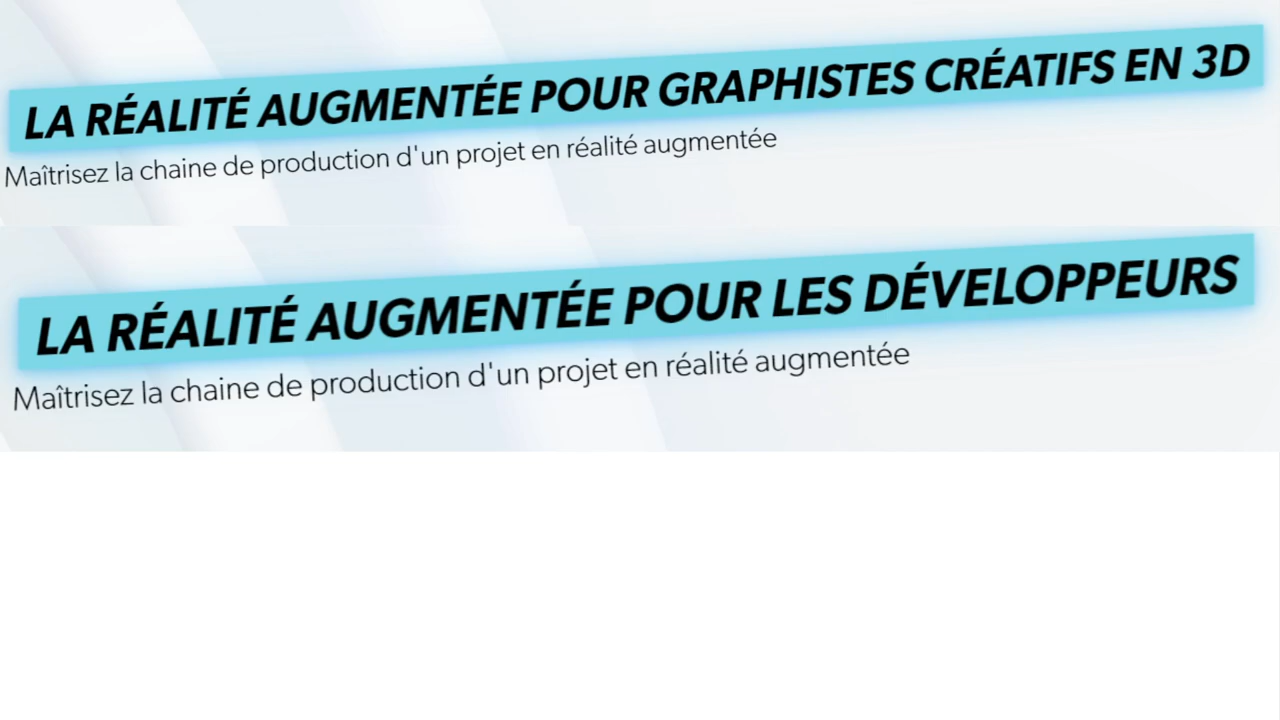 LA RÉALITÉ AUGMENTÉE POUR GRAPHISTES CRÉATIFS EN 3D
Maîtrisez la chaine de production d'un projet en réalité augmentée
LA RÉALITÉ AUGMENTÉE POUR LES DÉVELOPPEURS
Maîtrisez la chaine de production d'un projet en réalité augmentée